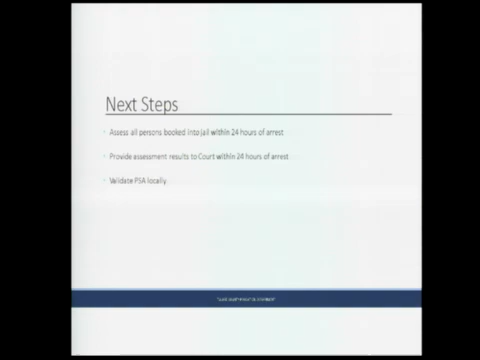 Next Steps
Assess all persons booked into jail within 24 hours of arrest
Provide assessment results to Court within 24 hours of arrest
Validate PSA locally